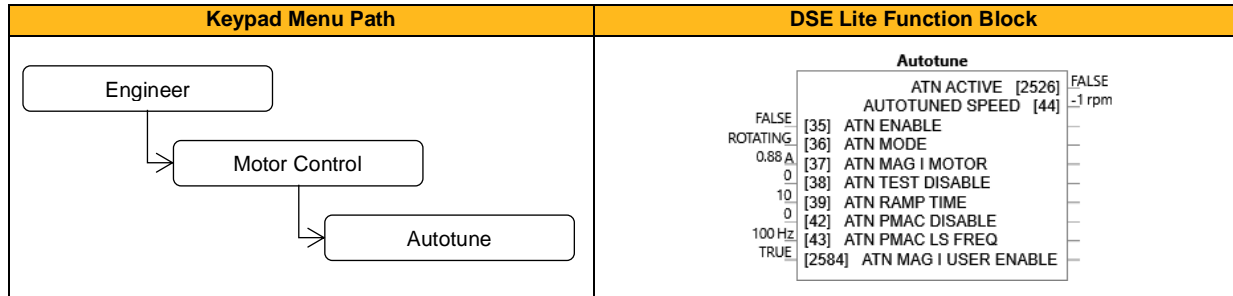 Keypad Menu Path
DSE Lite Function Block
Engineer
Motor Control
Autotune
Autotune
ATN ACTIVE [2526] FALSE
AUTOTUNED SPEED [44] -1 rpm
FALSE [35] ATN ENABLE
ROTATING [36] ATN MODE
0.88 A [37] ATN MAG I MOTOR
0 [38] ATN TEST DISABLE
10 [39] ATN RAMP TIME
0 [42] ATN PMAC DISABLE
100 Hz [43] ATN PMAC LS FREQ
TRUE [2584] ATN MAG I USER ENABLE